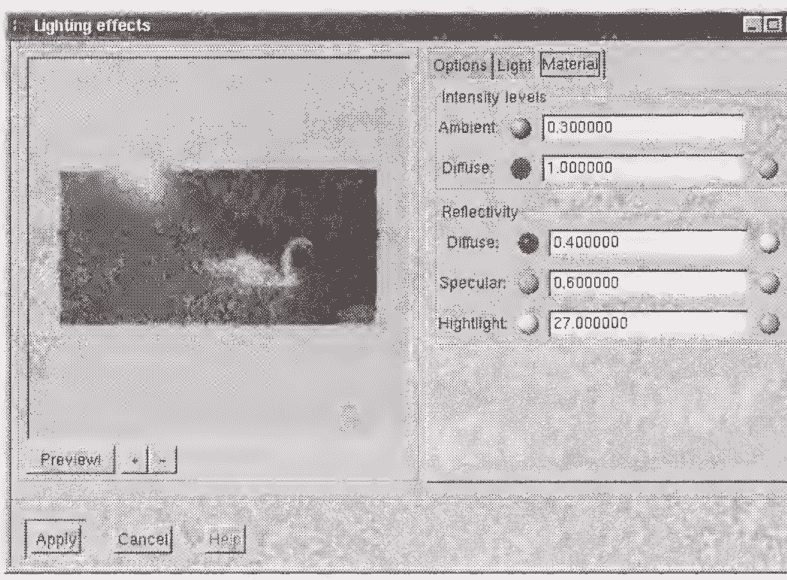 Lighting effects
Options Light Material
Intensity levels
Ambient: 0.300000
Diffuse: 1.000000
Reflectivity
Diffuse: 0.400000
Specular: 0.600000
Hightlight: 27.000000
Preview! + -
Apply Cancel Help